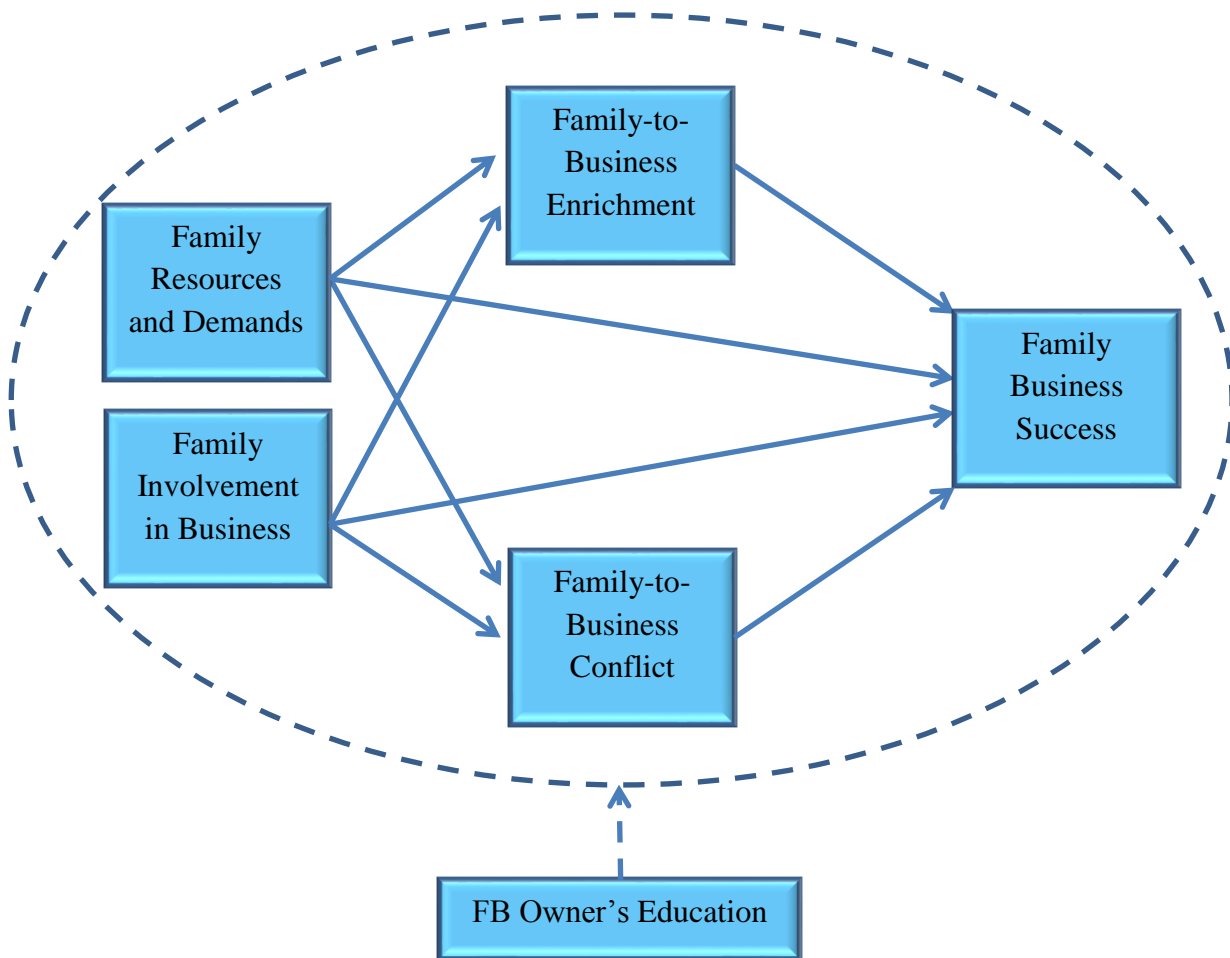 Family-to-
Business
Enrichment
Family
Resources
and Demands
Family
Business
Success
Family
Involvement
in Business
Family-to-
Business
Conflict
FB Owner’s Education